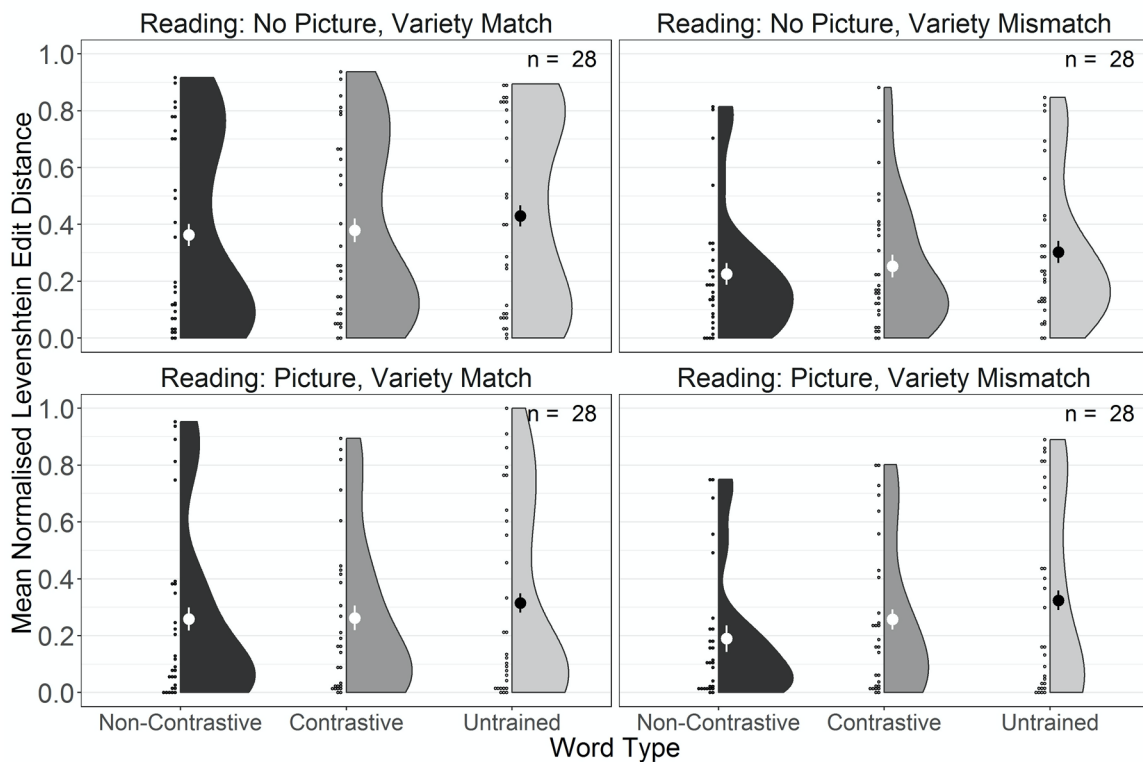 Reading: No Picture, Variety Match
Reading: No Picture, Variety Mismatch
n = 28
n = 28
1.0
0.8
0.6
0.4
0.2
0.0
Reading: Picture, Variety Match
Reading: Picture, Variety Mismatch
n = 28
n = 28
1.0
0.8
0.6
0.4
0.2
0.0
Mean Normalised Levenshtein Edit Distance
Non-Contrastive Contrastive Untrained
Non-Contrastive Contrastive Untrained
Word Type